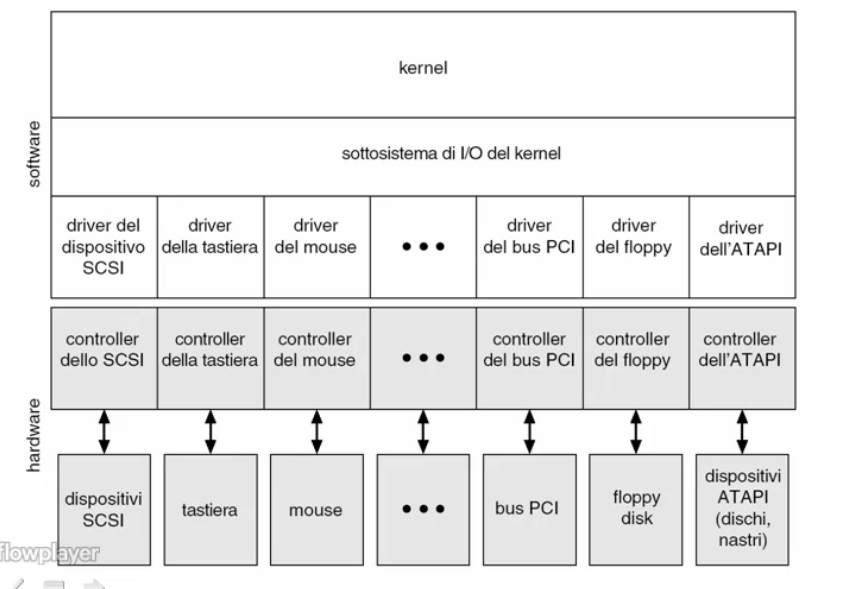 kernel
software
sottosistema di I/O del kernel
driver del
dispositivo
SCSI
driver
della tastiera
driver
del mouse
•••
driver
del bus PCI
driver
del floppy
driver
dell'ATAPI
hardware
controller
dello SCSI
controller
della tastiera
controller
del mouse
•••
controller
del bus PCI
controller
del floppy
controller
dell'ATAPI
dispositivi
SCSI
tastiera
mouse
•••
bus PCI
floppy
disk
dispositivi
ATAPI
(dischi,
nastri)
flowplayer